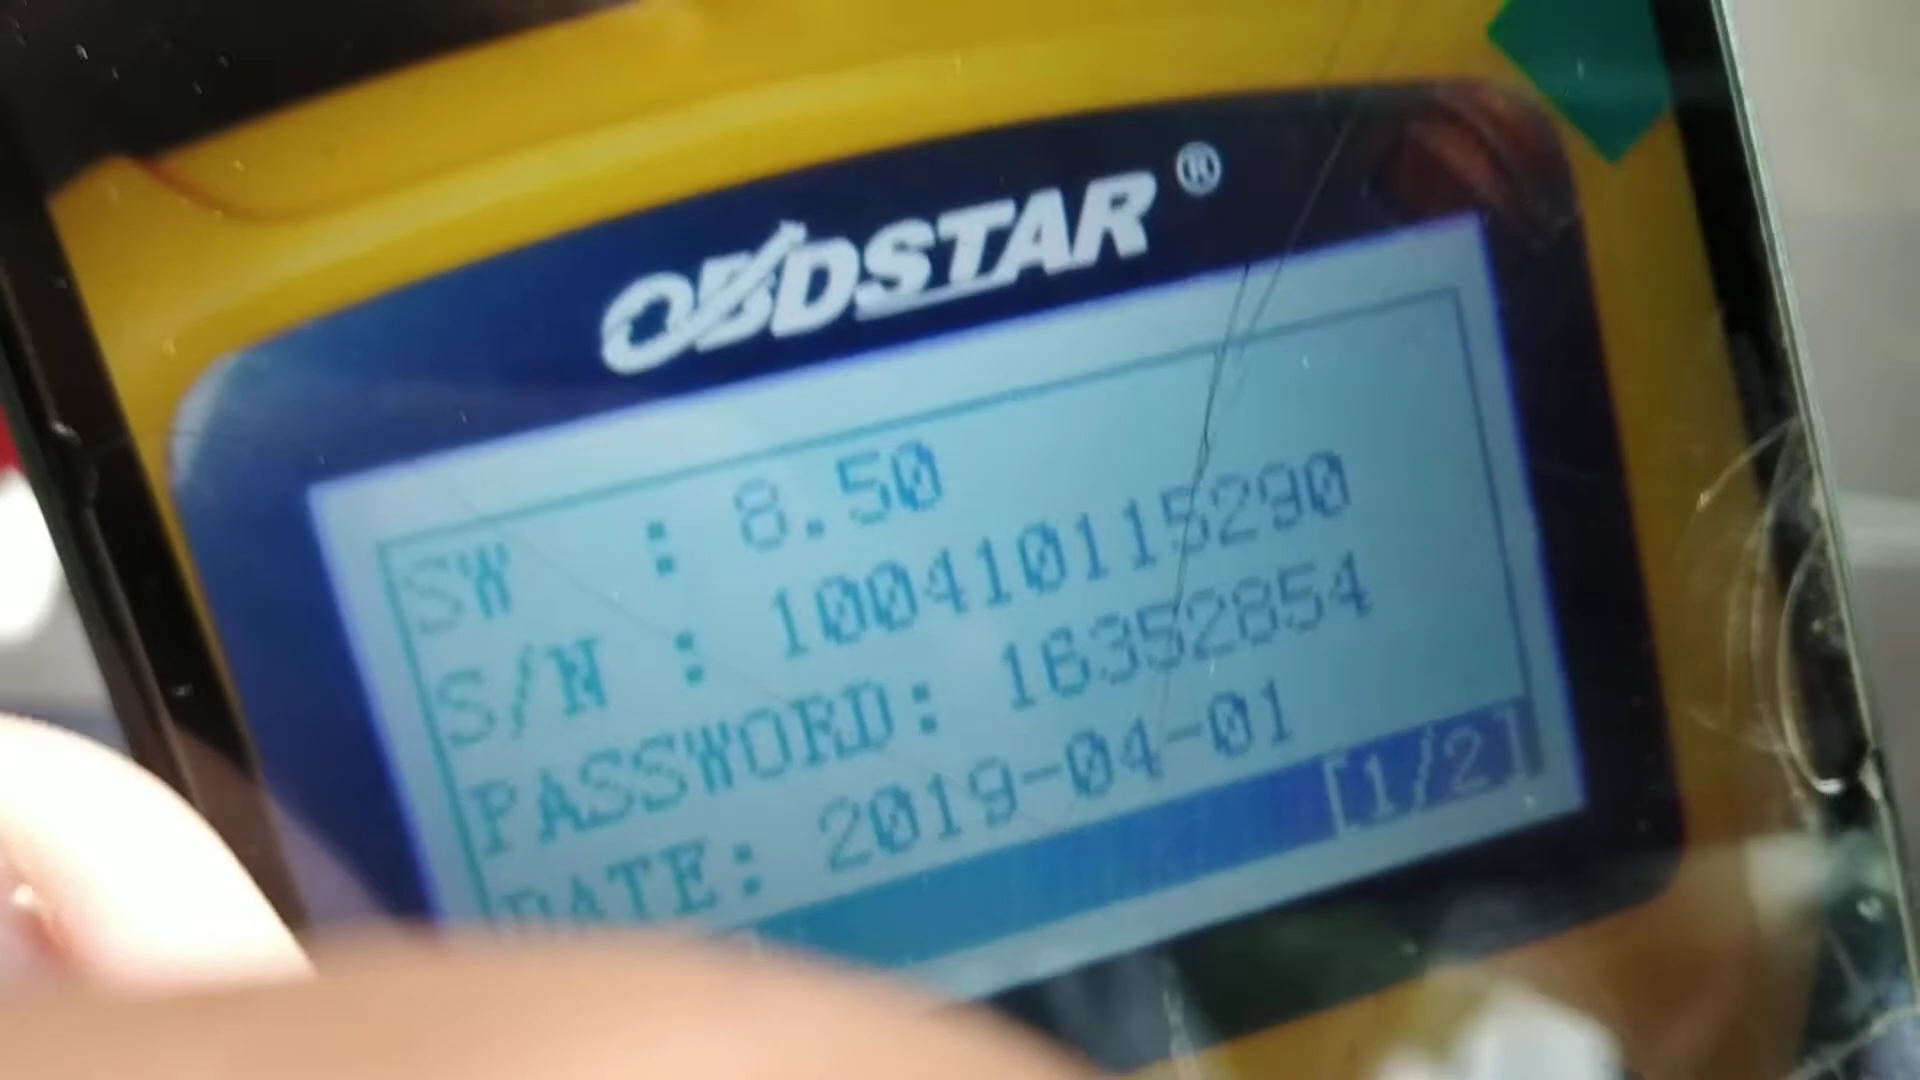 OBDSTAR®
SW : 8.50
S/N : 100410115290
PASSWORD: 16352854
DATE: 2019-04-01
[1/2]